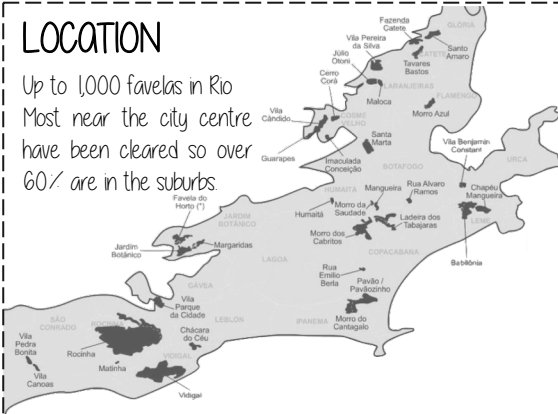 LOCATION
Up to 1,000 favelas in Rio
Most near the city centre
have been cleared so over
60% are in the suburbs.
Fazenda
Catete
GLÓRIA
Vila Pereira
da Silva
CATETE
Santo
Amaro
Júlio
Otoni
Tavares
Bastos
Cerro
Corá
LARANJEIRAS
Maloca
FLAMENGO
Vila
Cândido
COSME
VELHO
Morro Azul
Guarapes
Imaculada
Conceição
Santa
Marta
Vila Benjamin
Constant
BOTAFOGO
URCA
HUMAITÁ
Mangueira
Rua Alvaro
Ramos
Chapéu
Mangueira
Favela do
Horto (*)
Humaitá
Morro da
Saudade
LEME
JARDIM
BOTÂNICO
Ladeira dos
Tabajaras
Morro dos
Cabritos
Jardim
Botânico
Margaridas
COPACABANA
Babilônia
LAGOA
Rua
Emilio
Berla
GÁVEA
Pavão /
Pavãozinho
Vila
Parque
da Cidade
SÃO
CONRADO
ROCINHA
LEBLON
IPANEMA
Morro do
Cantagalo
Vila
Pedra
Bonita
Chácara
do Céu
Rocinha
VIDIGAL
Matinha
Vila
Canoas
Vidigal